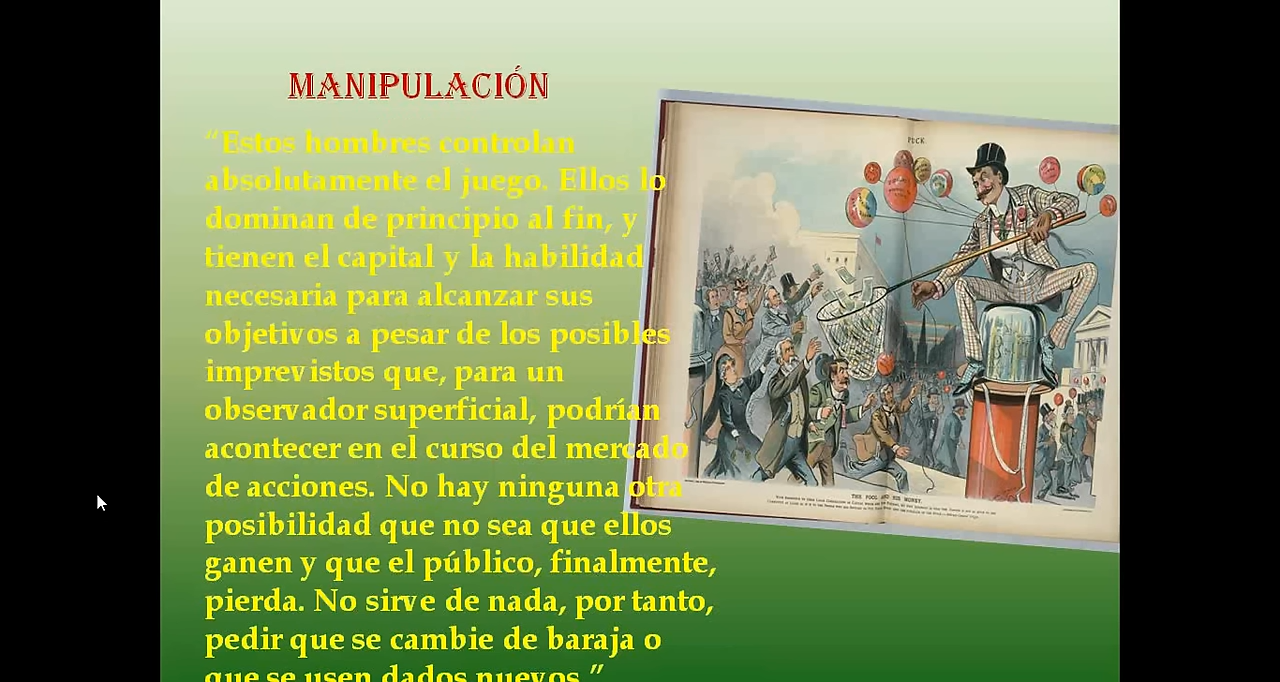 MANIPULACIÓN
“Estos hombres controlan
absolutamente el juego. Ellos lo
dominan de principio al fin, y
tienen el capital y la habilidad
necesaria para alcanzar sus
objetivos a pesar de los posibles
imprevistos que, para un
observador superficial, podrían
acontecer en el curso del mercado
de acciones. No hay ninguna otra
posibilidad que no sea que ellos
ganen y que el público, finalmente,
pierda. No sirve de nada, por tanto,
pedir que se cambie de baraja o
que se usen dados nuevos.”
PUCK.
THE FOOL AND HIS MONEY.